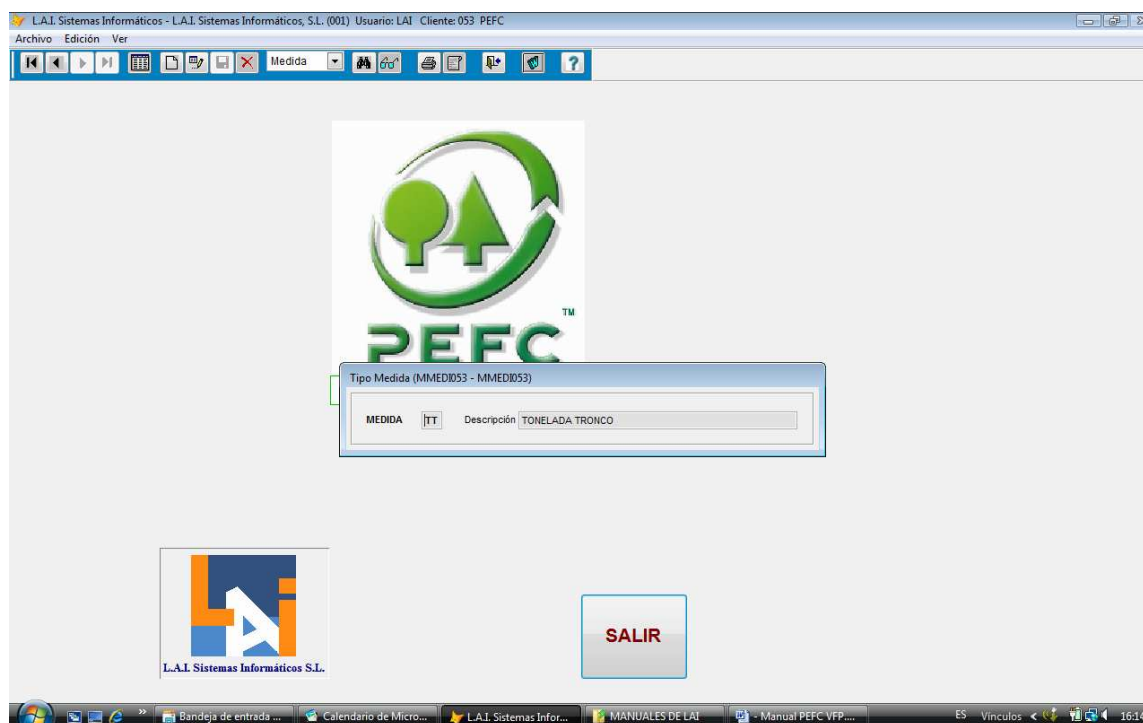 L.A.I. Sistemas Informáticos - L.A.I. Sistemas Informáticos, S.L. (001) Usuario: LAI Cliente: 053 PEFC
Archivo Edición Ver
Medida
TM
PEFC
Tipo Medida (MMEDI053 - MMEDI053)
MEDIDA TT Descripción TONELADA TRONCO
LAi
L.A.I. Sistemas Informáticos S.L.
SALIR
Bandeja de entrada ... Calendario de Micro... L.A.I. Sistemas Infor... MANUALES DE LAI - Manual PEFC VFP.... ES Vínculos